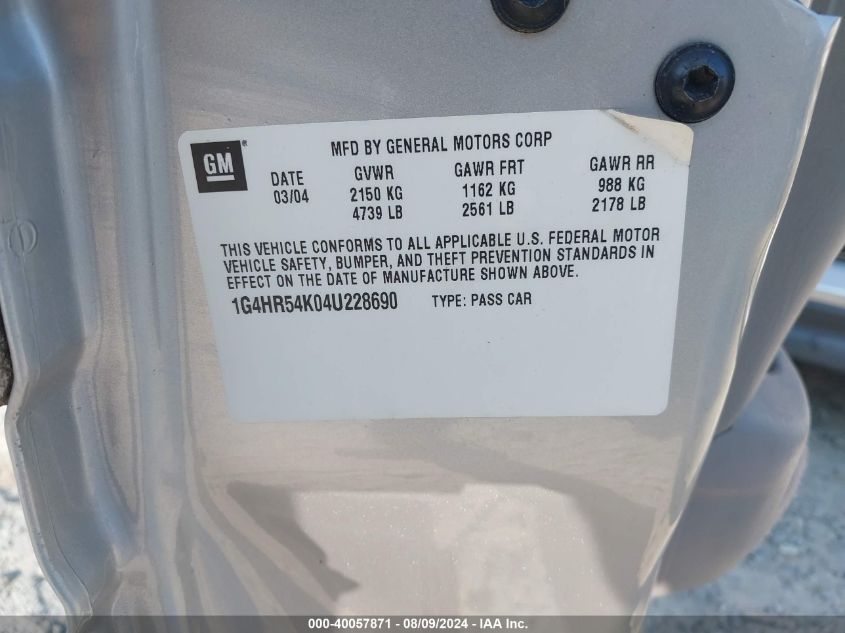 GM®
MFD BY GENERAL MOTORS CORP
DATE GVWR GAWR FRT GAWR RR
03/04 2150 KG 1162 KG 988 KG
4739 LB 2561 LB 2178 LB
THIS VEHICLE CONFORMS TO ALL APPLICABLE U.S. FEDERAL MOTOR
VEHICLE SAFETY, BUMPER, AND THEFT PREVENTION STANDARDS IN
EFFECT ON THE DATE OF MANUFACTURE SHOWN ABOVE.
1G4HR54K04U228690 TYPE: PASS CAR
000-40057871 - 08/09/2024 - IAA Inc.